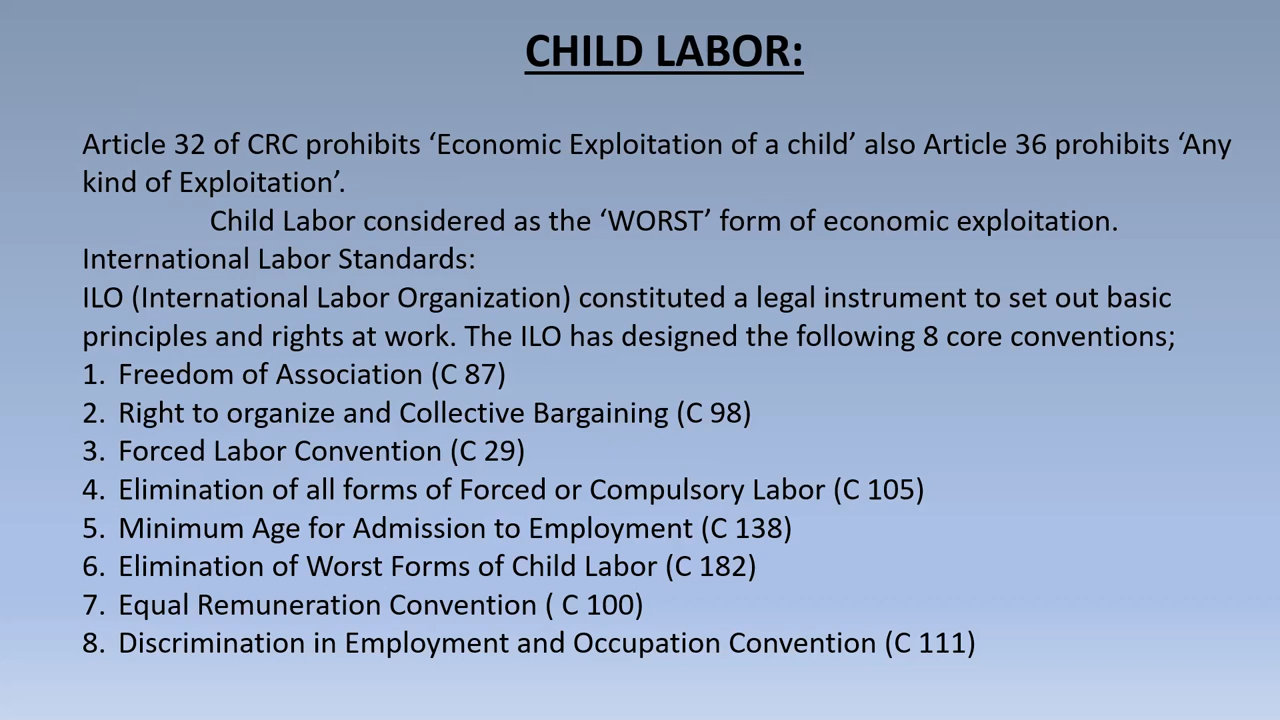 CHILD LABOR:
Article 32 of CRC prohibits ‘Economic Exploitation of a child’ also Article 36 prohibits ‘Any
kind of Exploitation’.
Child Labor considered as the ‘WORST’ form of economic exploitation.
International Labor Standards:
ILO (International Labor Organization) constituted a legal instrument to set out basic
principles and rights at work. The ILO has designed the following 8 core conventions;
1. Freedom of Association (C 87)
2. Right to organize and Collective Bargaining (C 98)
3. Forced Labor Convention (C 29)
4. Elimination of all forms of Forced or Compulsory Labor (C 105)
5. Minimum Age for Admission to Employment (C 138)
6. Elimination of Worst Forms of Child Labor (C 182)
7. Equal Remuneration Convention ( C 100)
8. Discrimination in Employment and Occupation Convention (C 111)